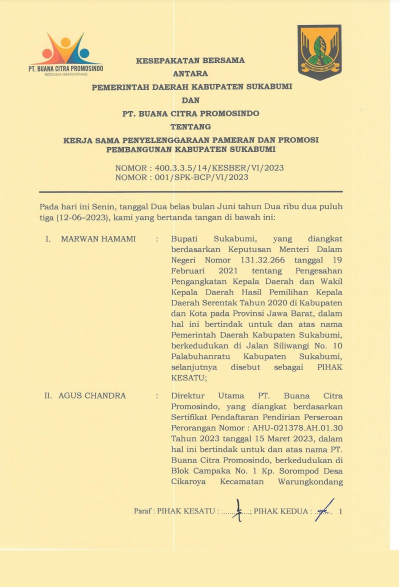 PT. BUANA CITRA PROMOSINDO
KESEPAKATAN BERSAMA
ANTARA
PEMERINTAH DAERAH KABUPATEN SUKABUMI
DAN
PT. BUANA CITRA PROMOSINDO
TENTANG
KERJA SAMA PENYELENGGARAAN PAMERAN DAN PROMOSI
PEMBANGUNAN KABUPATEN SUKABUMI
NOMOR : 400.3.3.5/14/KESBER/VI/2023
NOMOR : 001/SPK-BCP/VI/2023
Pada hari ini Senin, tanggal Dua belas bulan Juni tahun Dua ribu dua puluh
tiga (12-06–2023), kami yang bertanda tangan di bawah ini:
I. MARWAN HAMAMI : Bupati Sukabumi, yang diangkat
berdasarkan Keputusan Menteri Dalam
Negeri Nomor 131.32.266 tanggal 19
Februari 2021 tentang Pengesahan
Pengangkatan Kepala Daerah dan Wakil
Kepala Daerah Hasil Pemilihan Kepala
Daerah Serentak Tahun 2020 di Kabupaten
dan Kota pada Provinsi Jawa Barat, dalam
hal ini bertindak untuk dan atas nama
Pemerintah Daerah Kabupaten Sukabumi,
berkedudukan di Jalan Siliwangi No. 10
Palabuhanratu Kabupaten Sukabumi,
selanjutnya disebut sebagai PIHAK
KESATU;
II. AGUS CHANDRA : Direktur Utama PT. Buana Citra
Promosindo, yang diangkat berdasarkan
Sertifikat Pendaftaran Pendirian Perseroan
Perorangan Nomor : AHU-021378.AH.01.30
Tahun 2023 tanggal 15 Maret 2023, dalam
hal ini bertindak untuk dan atas nama PT.
Buana Citra Promosindo, berkedudukan di
Blok Campaka No. 1 Kp. Sorompod Desa
Cikaroya Kecamatan Warungkondang
Paraf : PIHAK KESATU : ............; PIHAK KEDUA : ........ 1